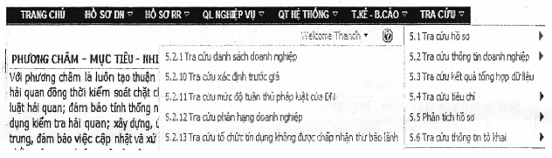 TRANG CHỦ HỒ SƠ DN HỒ SƠ RR QL NGHIỆP VỤ QT HỆ THỐNG T.KÊ - B.CÁO TRA CỨU
Welcome Thandh
PHƯƠNG CHÂM - MỤC TIÊU - NHI
Với phương châm là luôn tạo thuận
hải quan đồng thời kiểm soát chặt c
luật hải quan; đảm bảo tính thống n
dụng kiểm tra hải quan; xây dựng, ứ
trung, đảm bảo việc cập nhật và xử
5.2.1 Tra cứu danh sách doanh nghiệp
5.2.10 Tra cứu xác định trước giá
5.2.11 Tra cứu mức độ tuân thủ pháp luật của DN
5.2.12 Tra cứu phân hạng doanh nghiệp
5.2.13 Tra cứu tổ chức tín dụng không được chấp nhận thư bảo lãnh
5.1 Tra cứu hồ sơ
5.2 Tra cứu thông tin doanh nghiệp
5.3 Tra cứu kết quả tổng hợp dữ liệu
5.4 Tra cứu tiêu chí
5.5 Phân tích hồ sơ
5.6 Tra cứu thông tin tờ khai